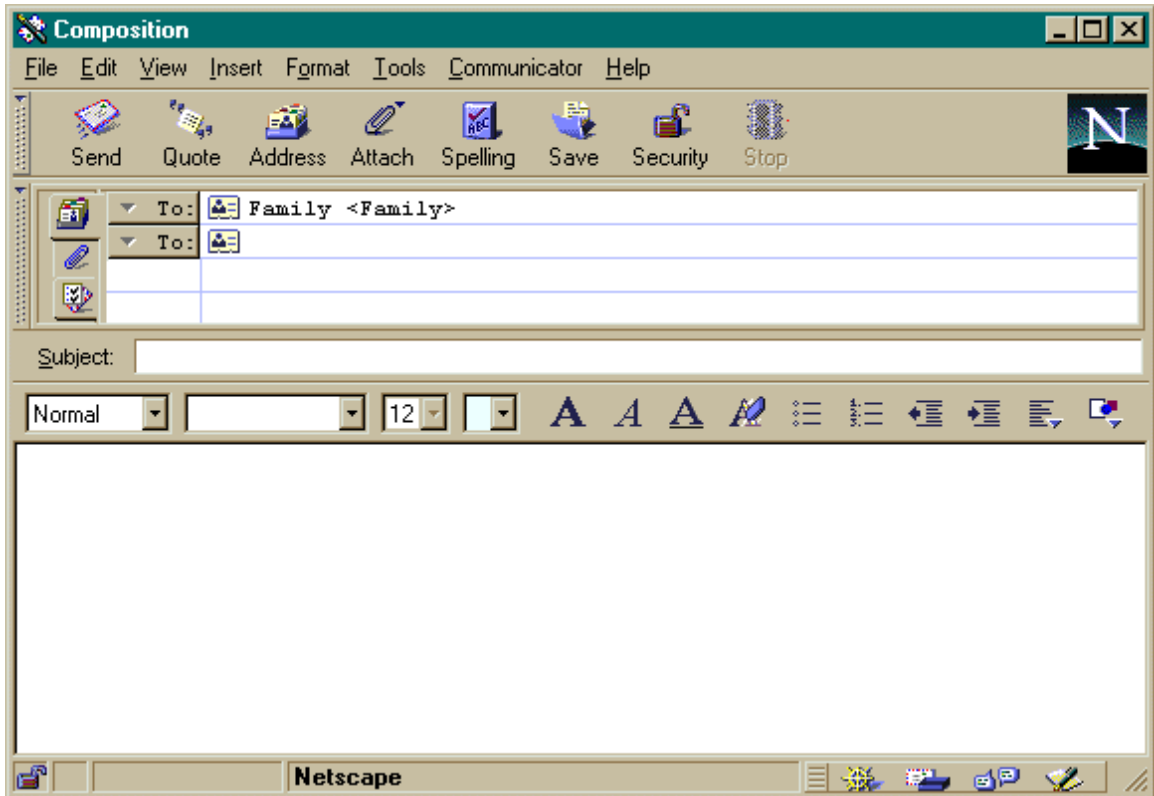 Composition
File Edit View Insert Format Tools Communicator Help
Send Quote Address Attach Spelling Save Security Stop
N
To: Family <Family>
To:
Subject:
Normal 12 A A A
Netscape